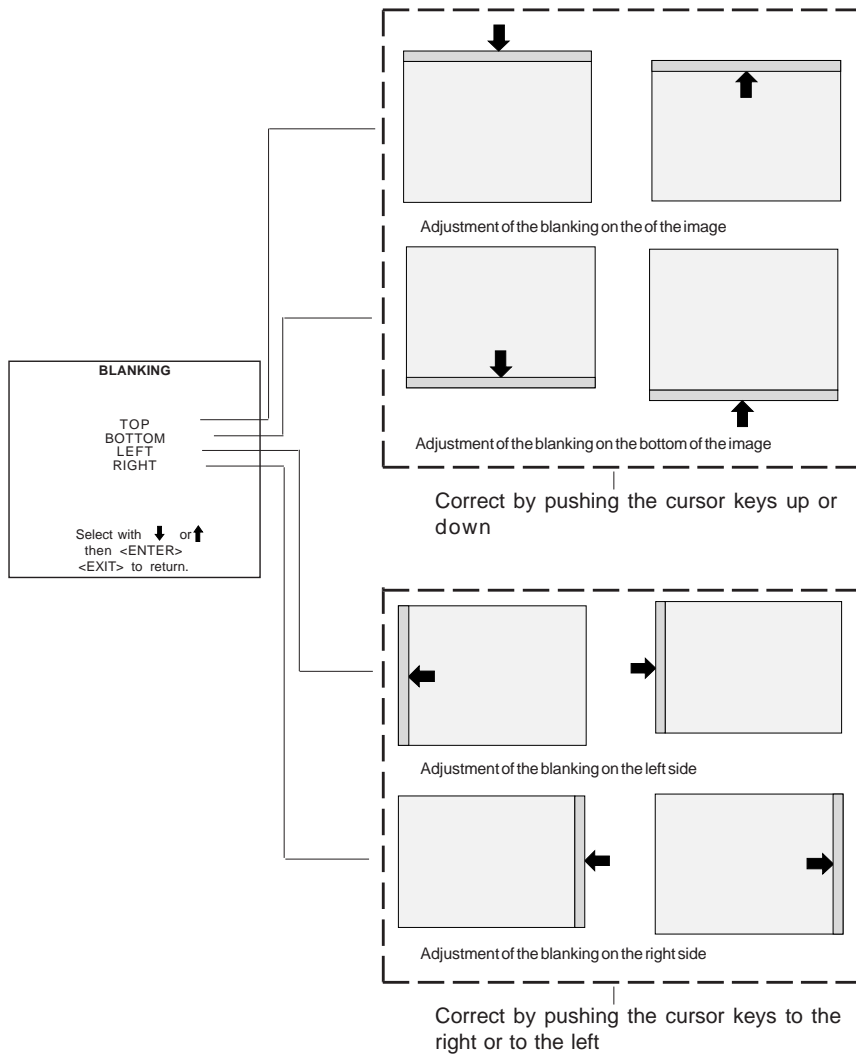 Adjustment of the blanking on the of the image
Adjustment of the blanking on the bottom of the image
Correct by pushing the cursor keys up or
down
BLANKING
TOP
BOTTOM
LEFT
RIGHT
Select with or
then <ENTER>
<EXIT> to return.
Adjustment of the blanking on the left side
Adjustment of the blanking on the right side
Correct by pushing the cursor keys to the
right or to the left